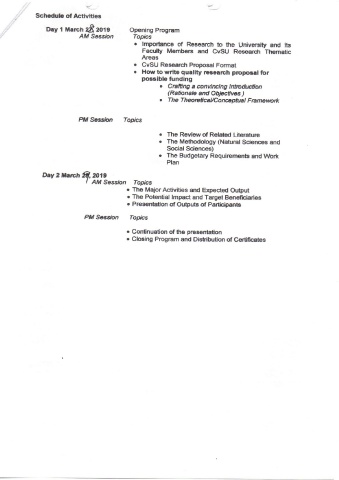 Schedule of Activities
Day 1 March 2, 2019 Opening Program
AM Session Topics
• Importance of Research to the University and its
Faculty Members and CvSU Research Thematic
Areas
• CvSU Research Proposal Format
• How to write quality research proposal for
possible funding
• Crafting a convincing Introduction
(Rationale and Objectives )
• The Theoretical/Conceptual Framework
PM Session Topics
• The Review of Related Literature
• The Methodology (Natural Sciences and
Social Sciences)
• The Budgetary Requirements and Work
Plan
Day 2 March 2, 2019
AM Session Topics
• The Major Activities and Expected Output
• The Potential Impact and Target Beneficiaries
• Presentation of Outputs of Participants
PM Session Topics
• Continuation of the presentation
• Closing Program and Distribution of Certificates